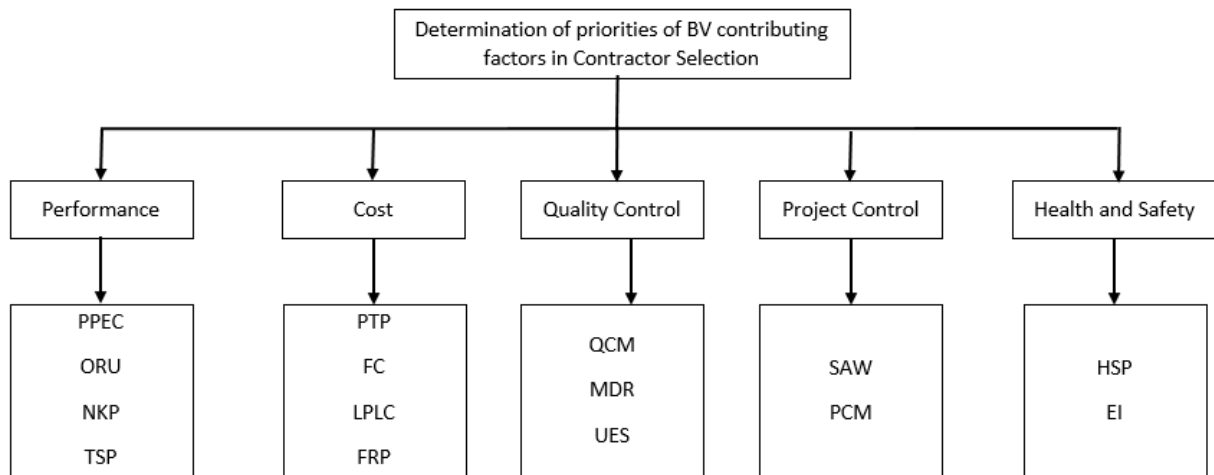 Determination of priorities of BV contributing
factors in Contractor Selection
Performance
Cost
Quality Control
Project Control
Health and Safety
PPEC
ORU
NKP
TSP
PTP
FC
LPLC
FRP
QCM
MDR
UES
SAW
PCM
HSP
EI